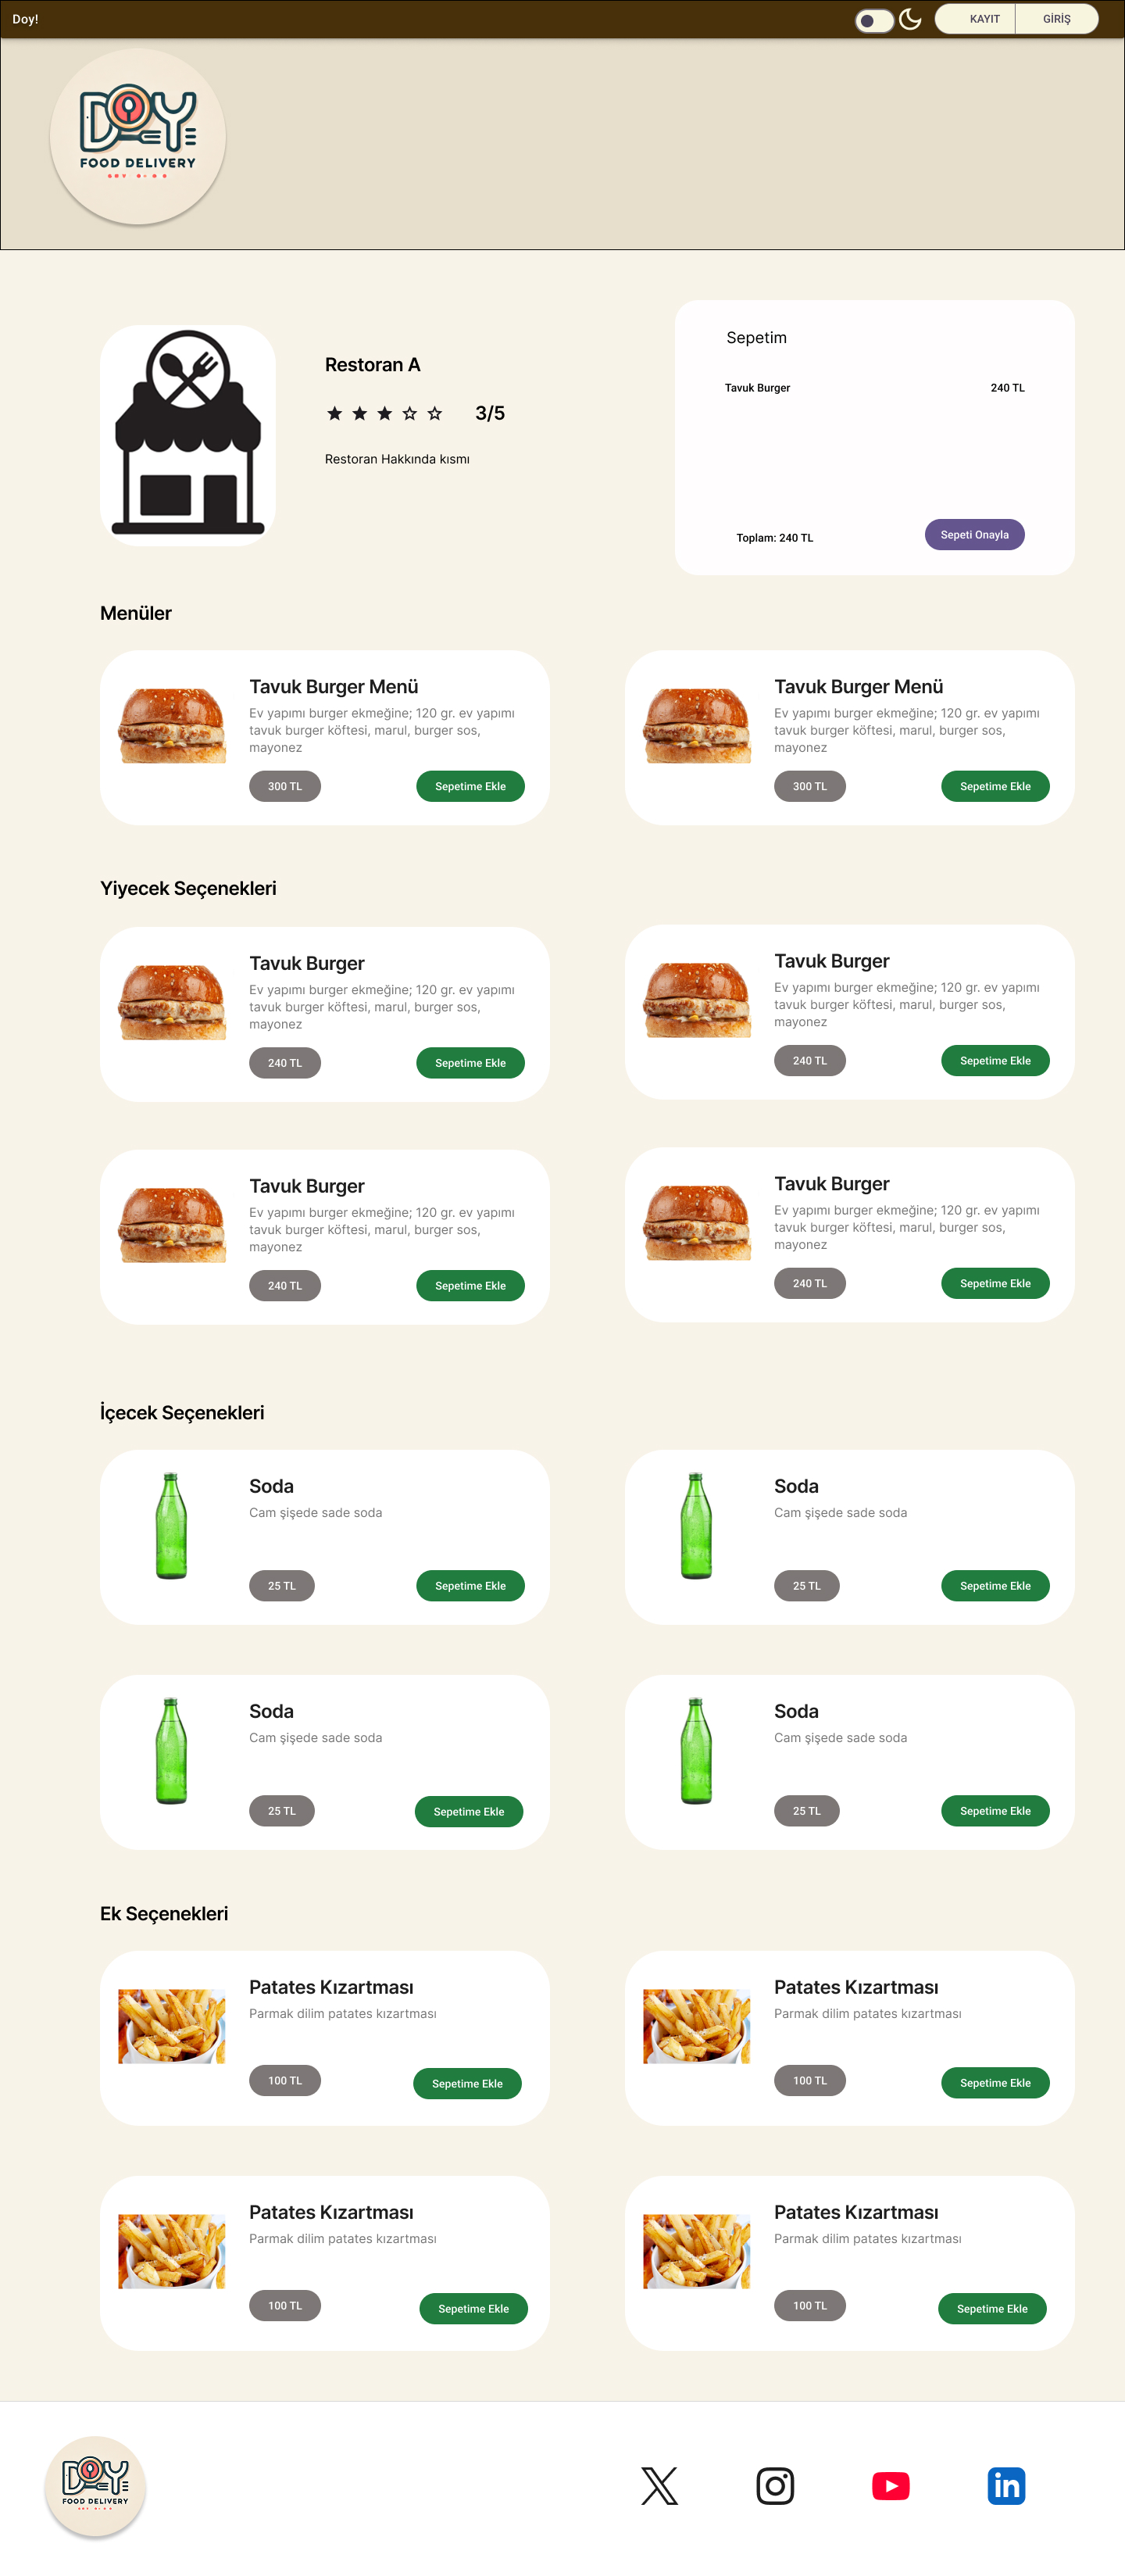 Doy!
KAYIT
GİRİŞ
DOY
FOOD DELIVERY
Restoran A
3/5
Restoran Hakkında kısmı
Sepetim
Tavuk Burger 240 TL
Toplam: 240 TL
Sepeti Onayla
Menüler
Tavuk Burger Menü
Ev yapımı burger ekmeğine; 120 gr. ev yapımı
tavuk burger köftesi, marul, burger sos,
mayonez
300 TL
Sepetime Ekle
Tavuk Burger Menü
Ev yapımı burger ekmeğine; 120 gr. ev yapımı
tavuk burger köftesi, marul, burger sos,
mayonez
300 TL
Sepetime Ekle
Yiyecek Seçenekleri
Tavuk Burger
Ev yapımı burger ekmeğine; 120 gr. ev yapımı
tavuk burger köftesi, marul, burger sos,
mayonez
240 TL
Sepetime Ekle
Tavuk Burger
Ev yapımı burger ekmeğine; 120 gr. ev yapımı
tavuk burger köftesi, marul, burger sos,
mayonez
240 TL
Sepetime Ekle
Tavuk Burger
Ev yapımı burger ekmeğine; 120 gr. ev yapımı
tavuk burger köftesi, marul, burger sos,
mayonez
240 TL
Sepetime Ekle
Tavuk Burger
Ev yapımı burger ekmeğine; 120 gr. ev yapımı
tavuk burger köftesi, marul, burger sos,
mayonez
240 TL
Sepetime Ekle
İçecek Seçenekleri
Soda
Cam şişede sade soda
25 TL
Sepetime Ekle
Soda
Cam şişede sade soda
25 TL
Sepetime Ekle
Soda
Cam şişede sade soda
25 TL
Sepetime Ekle
Soda
Cam şişede sade soda
25 TL
Sepetime Ekle
Ek Seçenekleri
Patates Kızartması
Parmak dilim patates kızartması
100 TL
Sepetime Ekle
Patates Kızartması
Parmak dilim patates kızartması
100 TL
Sepetime Ekle
Patates Kızartması
Parmak dilim patates kızartması
100 TL
Sepetime Ekle
Patates Kızartması
Parmak dilim patates kızartması
100 TL
Sepetime Ekle
DOY
FOOD DELIVERY
in